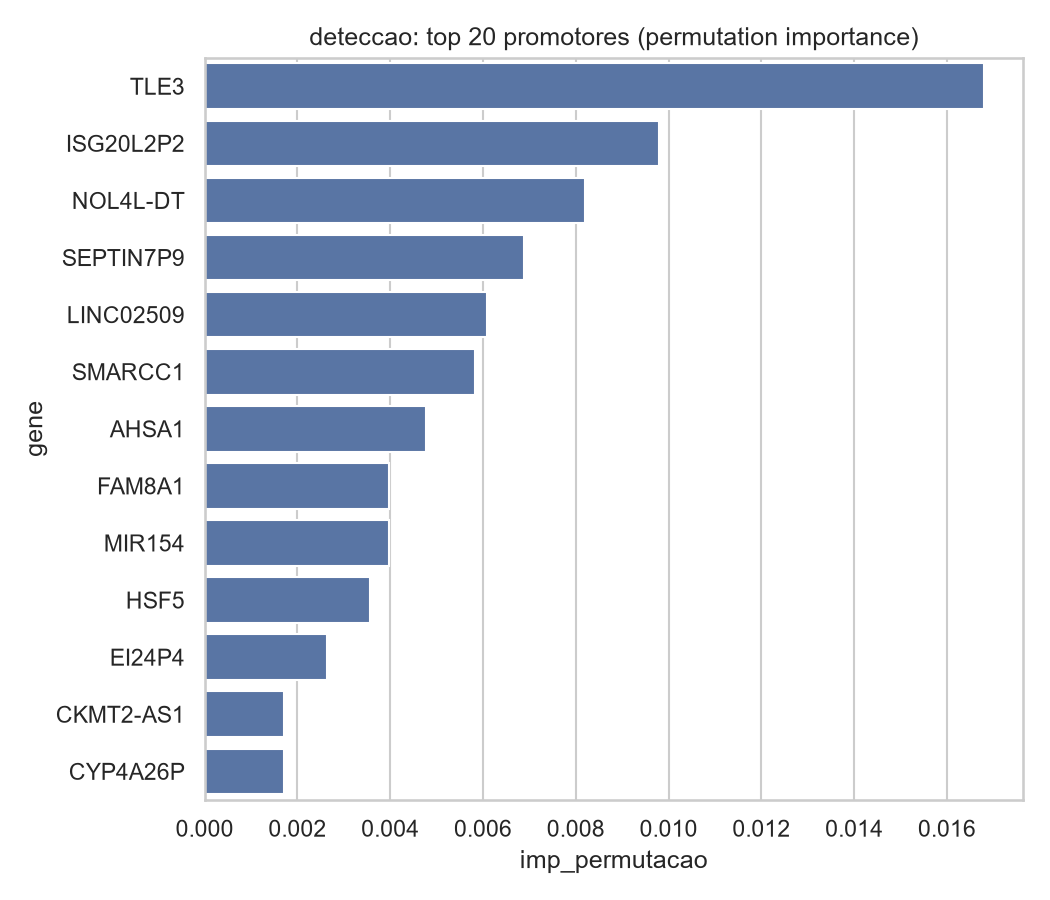 deteccao: top 20 promotores (permutation importance)
TLE3
ISG20L2P2
NOL4L-DT
SEPTIN7P9
LINC02509
SMARCC1
AHSA1
FAM8A1
MIR154
HSF5
EI24P4
CKMT2-AS1
CYP4A26P
gene
0.000 0.002 0.004 0.006 0.008 0.010 0.012 0.014 0.016
imp_permutacao